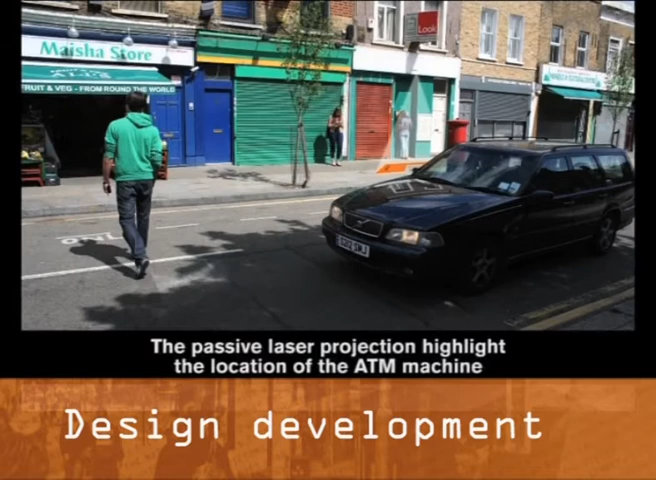 Look
Maisha Store
FRUIT & VEG - FROM ROUND THE WORLD
The passive laser projection highlight
the location of the ATM machine
Design development